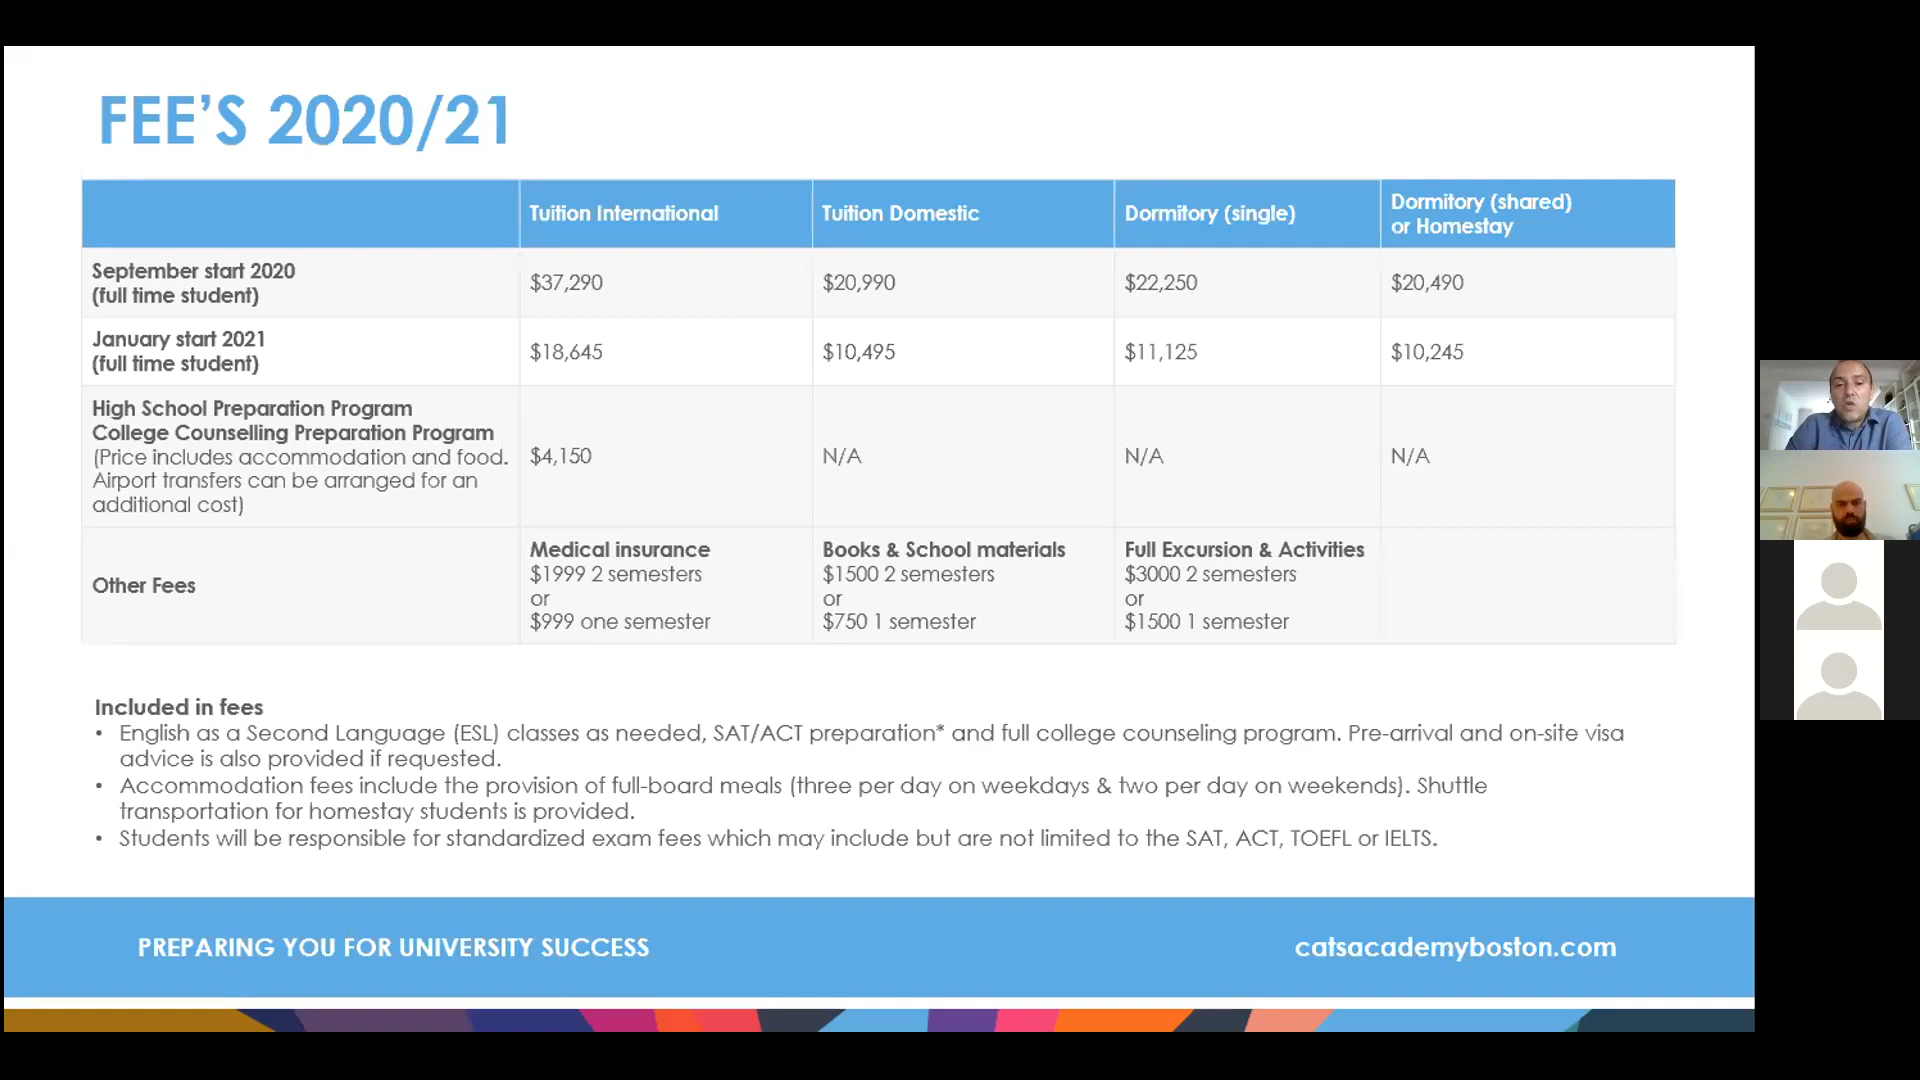 FEE’S 2020/21
Tuition International
Tuition Domestic
Dormitory (single)
Dormitory (shared)
or Homestay
September start 2020
(full time student)
$37,290
$20,990
$22,250
$20,490
January start 2021
(full time student)
$18,645
$10,495
$11,125
$10,245
High School Preparation Program
College Counselling Preparation Program
(Price includes accommodation and food.
Airport transfers can be arranged for an
additional cost)
$4,150
N/A
N/A
N/A
Other Fees
Medical insurance
$1999 2 semesters
or
$999 one semester
Books & School materials
$1500 2 semesters
or
$750 1 semester
Full Excursion & Activities
$3000 2 semesters
or
$1500 1 semester
Included in fees
• English as a Second Language (ESL) classes as needed, SAT/ACT preparation* and full college counseling program. Pre-arrival and on-site visa
advice is also provided if requested.
• Accommodation fees include the provision of full-board meals (three per day on weekdays & two per day on weekends). Shuttle
transportation for homestay students is provided.
• Students will be responsible for standardized exam fees which may include but are not limited to the SAT, ACT, TOEFL or IELTS.
PREPARING YOU FOR UNIVERSITY SUCCESS
catsacademyboston.com